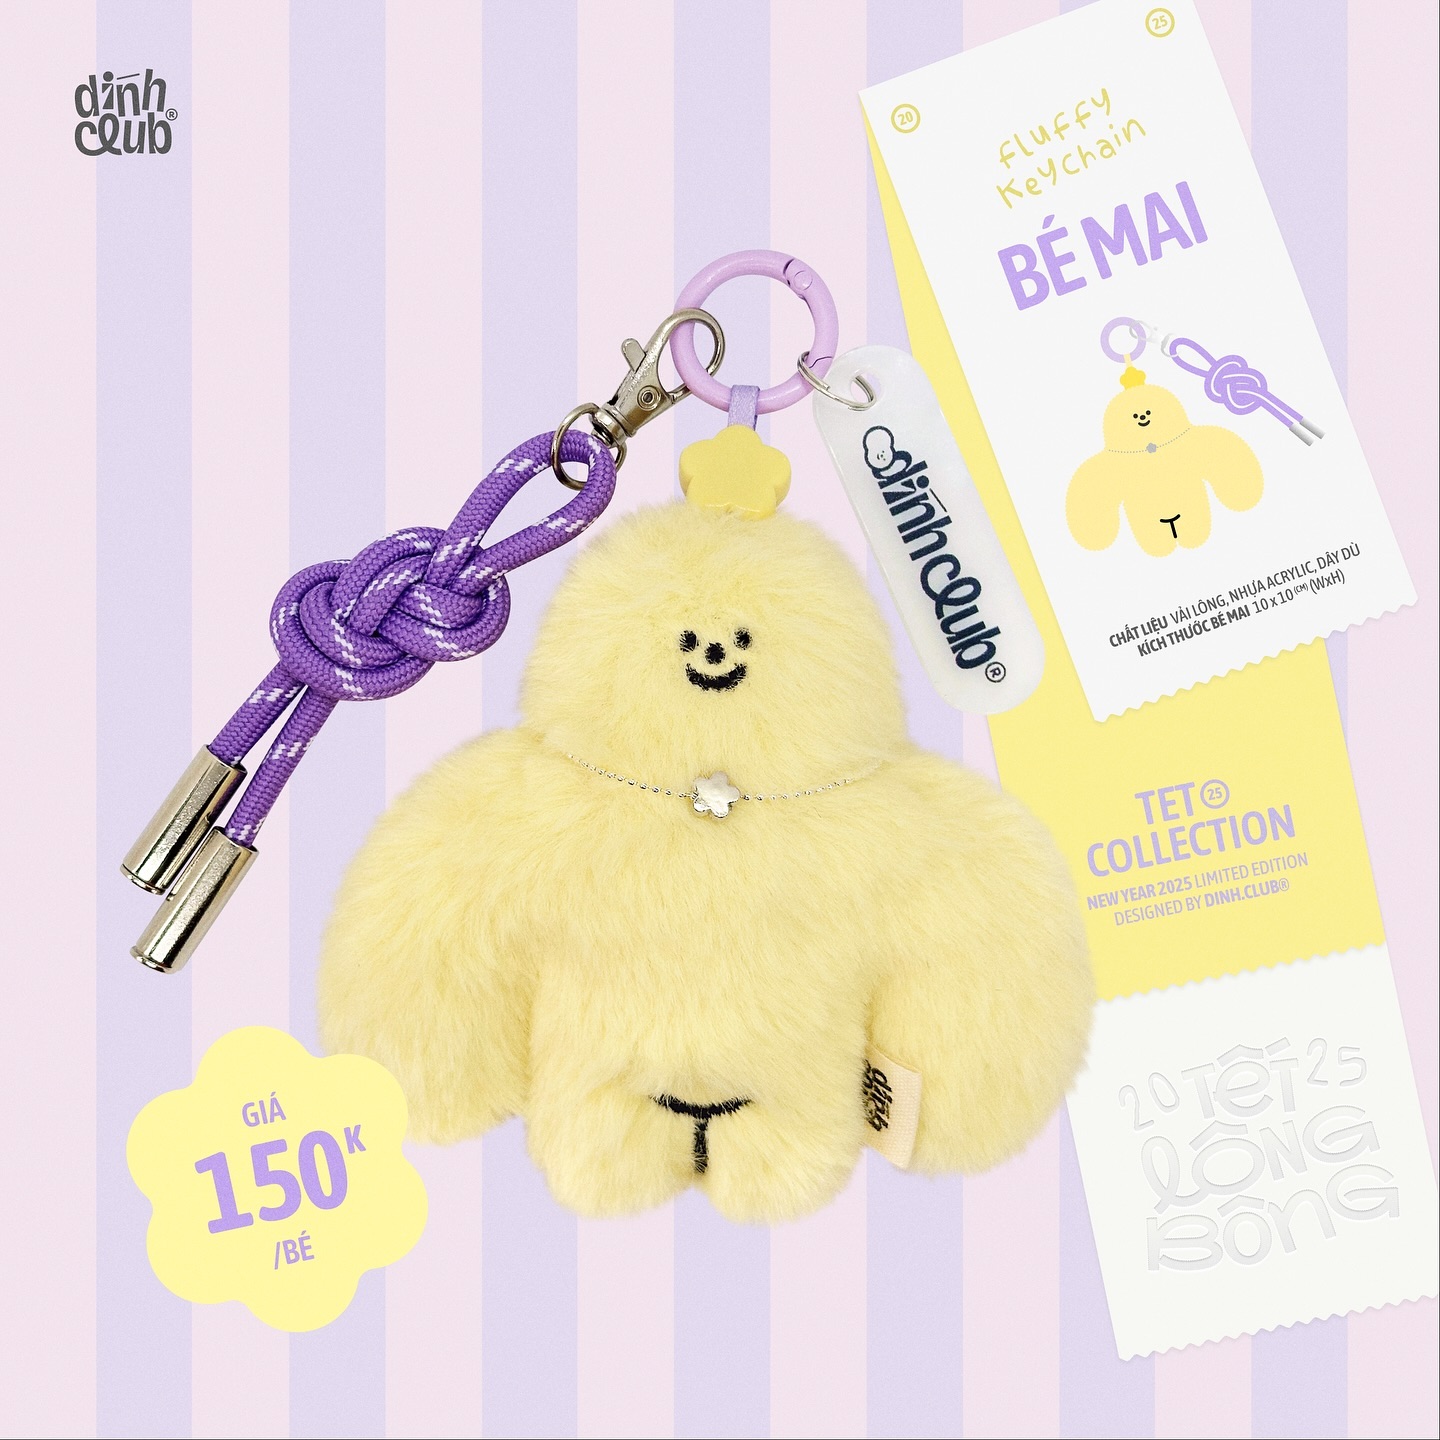 dính
club®
20
25
fluffy
Keychain
BÉ MAI
CHẤT LIỆU VẢI LÔNG, NHỰA ACRYLIC, DÂY DÙ
KÍCH THƯỚC BÉ MAI 10 x 10 (CM) (WxH)
dính club®
TET 25
COLLECTION
NEW YEAR 2025 LIMITED EDITION
DESIGNED BY DINH.CLUB®
GIÁ
150K
/BÉ
dính
club
20 TẾT 25
lông
BÔNG